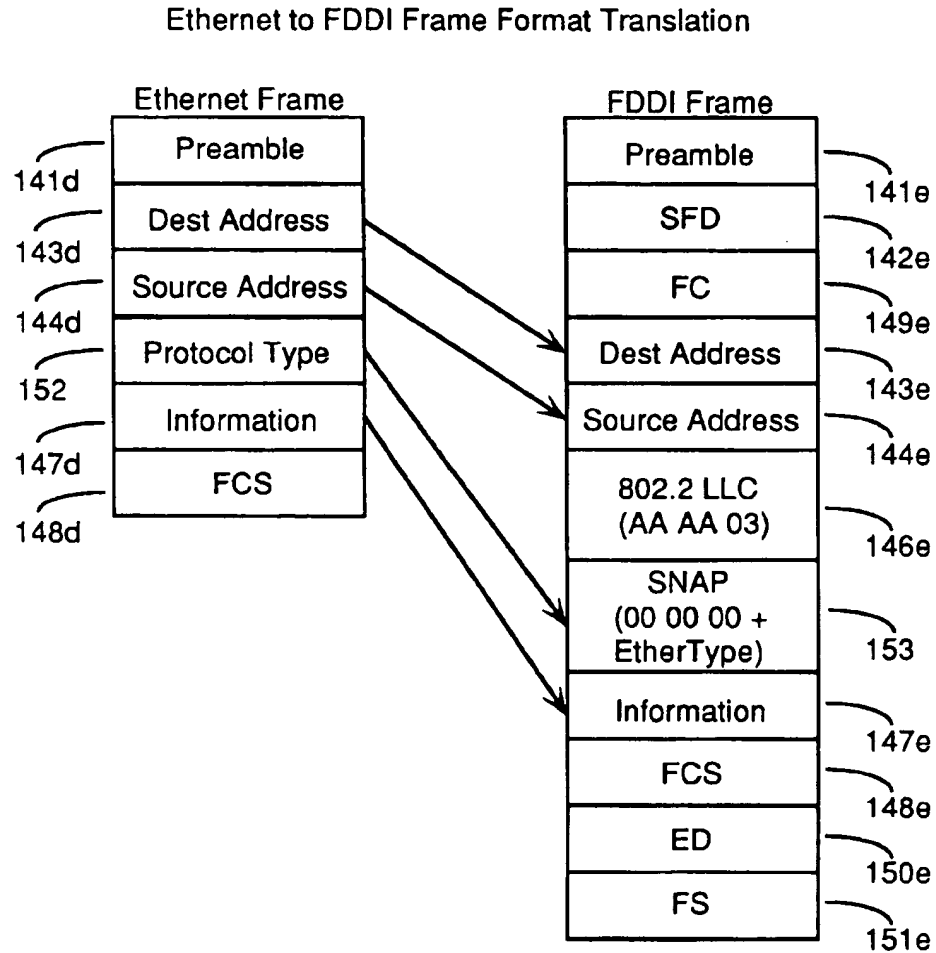 Ethernet to FDDI Frame Format Translation
Ethernet Frame
Preamble
141d
Dest Address
143d
Source Address
144d
Protocol Type
152
Information
147d
FCS
148d
FDDI Frame
Preamble
141e
SFD
142e
FC
149e
Dest Address
143e
Source Address
144e
802.2 LLC
(AA AA 03)
146e
SNAP
(00 00 00 +
EtherType)
153
Information
147e
FCS
148e
ED
150e
FS
151e